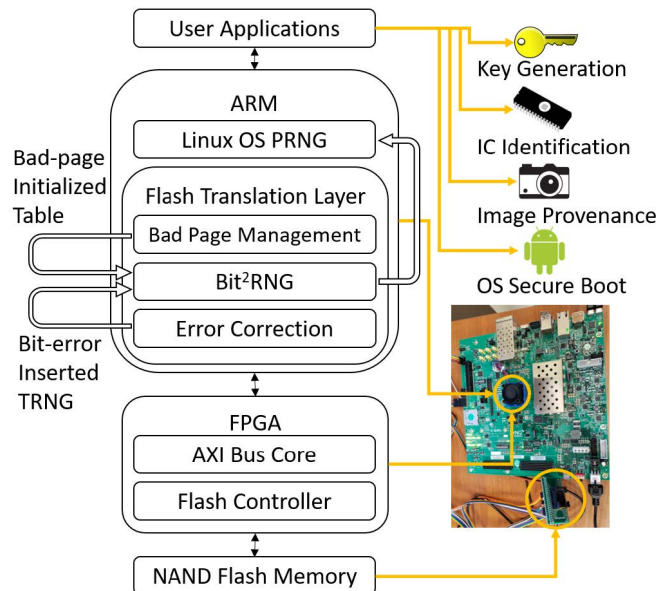 User Applications
Key Generation
ARM
Linux OS PRNG
IC Identification
Bad-page
Initialized
Table
Flash Translation Layer
Image Provenance
Bad Page Management
Bit²RNG
OS Secure Boot
Error Correction
Bit-error
Inserted
TRNG
FPGA
AXI Bus Core
Flash Controller
NAND Flash Memory